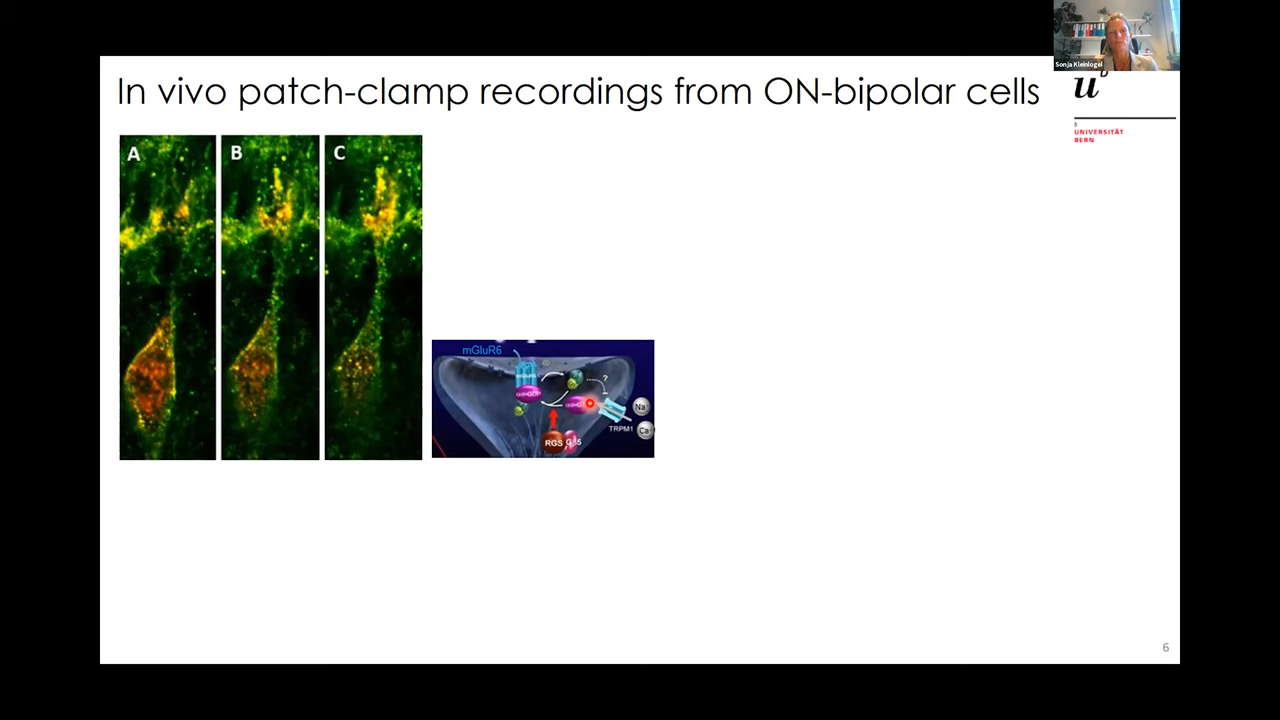 Sonja Kleinlogel
In vivo patch-clamp recordings from ON-bipolar cells
u
b
b
UNIVERSITÄT
BERN
A
B
C
mGluR6
TRPM1
Na
Ca
RGS
Gβ5
6